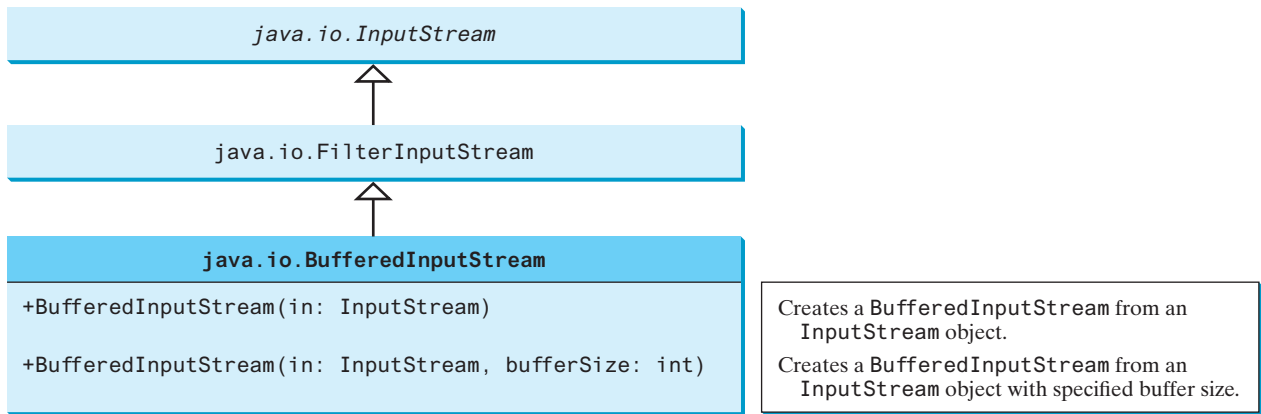 java.io.InputStream
java.io.FilterInputStream
java.io.BufferedInputStream
+BufferedInputStream(in: InputStream)
+BufferedInputStream(in: InputStream, bufferSize: int)
Creates a BufferedInputStream from an
InputStream object.
Creates a BufferedInputStream from an
InputStream object with specified buffer size.